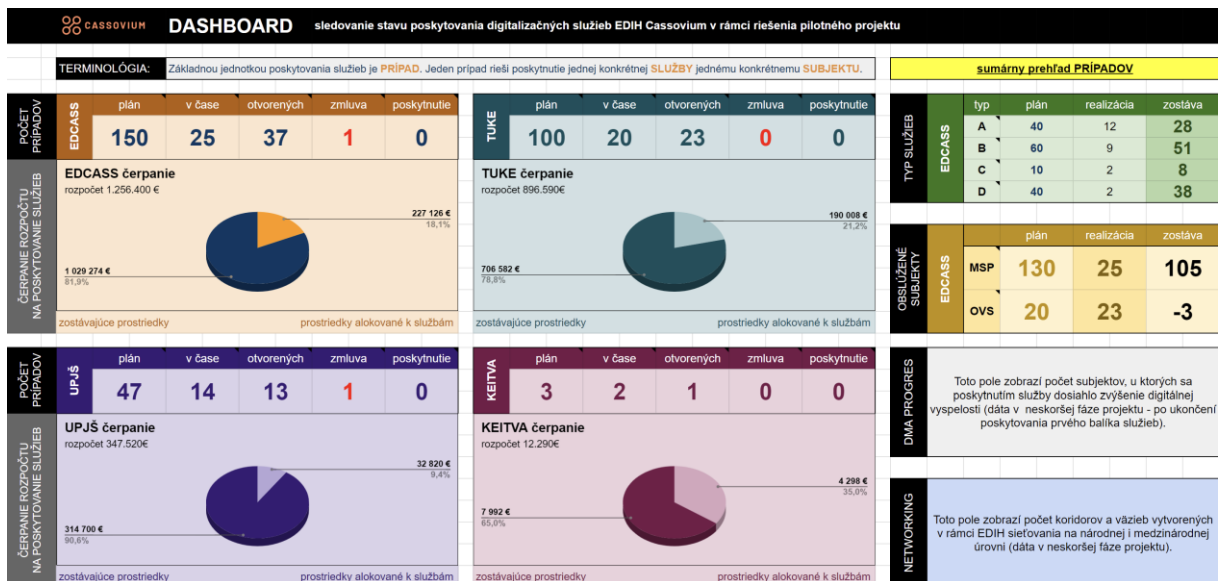 CASSOVIUM DASHBOARD sledovanie stavu poskytovania digitalizačných služieb EDIH Cassovium v rámci riešenia pilotného projektu
TERMINOLÓGIA: Základnou jednotkou poskytovania služieb je PRÍPAD. Jeden prípad rieši poskytnutie jednej konkrétnej SLUŽBY jednému konkrétnemu SUBJEKTU.
POČET PRÍPADOV
EDCASS
plán v čase otvorených zmluva poskytnutie
150 25 37 1 0
ČERPANIE ROZPOČTU NA POSKYTOVANIE SLUŽIEB
EDCASS čerpanie
rozpočet 1.256.400 €
227 126 €
18,1%
1 029 274 €
81,9%
zostávajúce prostriedky prostriedky alokované k službám
TUKE
plán v čase otvorených zmluva poskytnutie
100 20 23 0 0
TUKE čerpanie
rozpočet 896.590€
190 008 €
21,2%
706 582 €
78,8%
zostávajúce prostriedky prostriedky alokované k službám
POČET PRÍPADOV
UPJŠ
plán v čase otvorených zmluva poskytnutie
47 14 13 1 0
ČERPANIE ROZPOČTU NA POSKYTOVANIE SLUŽIEB
UPJŠ čerpanie
rozpočet 347.520€
32 820 €
9,4%
314 700 €
90,6%
zostávajúce prostriedky prostriedky alokované k službám
KEITVA
plán v čase otvorených zmluva poskytnutie
3 2 1 0 0
KEITVA čerpanie
rozpočet 12.290€
4 298 €
35,0%
7 992 €
65,0%
zostávajúce prostriedky prostriedky alokované k službám
sumárny prehľad PRÍPADOV
TYP SLUŽIEB
EDCASS
typ plán realizácia zostáva
A 40 12 28
B 60 9 51
C 10 2 8
D 40 2 38
OBSLÚŽENÉ SUBJEKTY
EDCASS
plán realizácia zostáva
MSP 130 25 105
OVS 20 23 -3
DMA PROGRES
Toto pole zobrazí počet subjektov, u ktorých sa
poskytnutím služby dosiahlo zvýšenie digitálnej
vyspelosti (dáta v neskoršej fáze projektu - po ukončení
poskytovania prvého balíka služieb).
NETWORKING
Toto pole zobrazí počet koridorov a väzieb vytvorených
v rámci EDIH sieťovania na národnej i medzinárodnej
úrovni (dáta v neskoršej fáze projektu).